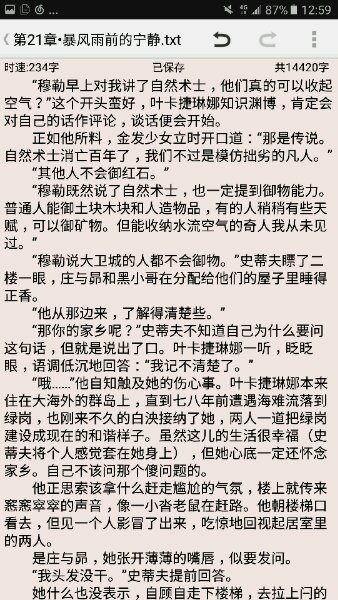 4G 87% 12:59
第21章•暴风雨前的宁静.txt
时速:234字 已保存 共14420字
“穆勒早上对我讲了自然术士，他们真的可以收起
空气？”这个开头蛮好，叶卡捷琳娜知识渊博，肯定会
对自己的话作评论，谈话便会开始。
正如他所料，金发少女立时开口道：“那是传说。
自然术士消亡百年了，我们不过是模仿拙劣的凡人。”
“其他人不会御红石。”
“穆勒既然说了自然术士，也一定提到御物能力。
普通人能御土块木块和人造物品，有的人稍稍有些天
赋，可以御矿物。但能收纳水流空气的奇人我从未见
过。”
“穆勒说大卫城的人都不会御物。”史蒂夫瞟了二
楼一眼，庄与昴和黑小哥在分配给他们的屋子里睡得
正香。
“他从那边来，了解得清楚些。”
“那你的家乡呢？”史蒂夫不知道自己为什么要问
这句话，但就是说出了口。叶卡捷琳娜一听，眨眨
眼，语调低沉地回答：“我记不清楚了。”
“哦……”他自知触及她的伤心事。叶卡捷琳娜本来
住在大海外的群岛上，直到七八年前遭遇海难流落到
绿岗，也刚来不久的白泱接纳了她，两人一道把绿岗
建设成现在的和谐样子。虽然这儿的生活很幸福（史
蒂夫将个人感觉套在她身上），但她心底一定还怀念
家乡。自己不该问那个傻问题的。
他正思索该拿什么赶走尴尬的气氛，楼上就传来
窸窸窣窣的声音，像一小沓老鼠在赶路。他朝楼梯口
看去，但见一个人影冒了出来，吃惊地回视起居室里
的两人。
是庄与昴，她张开薄薄的嘴唇，似要发问。
“我头发没干。”史蒂夫提前回答。
她什么也没表示，自顾自走下楼梯，去拉上闩的